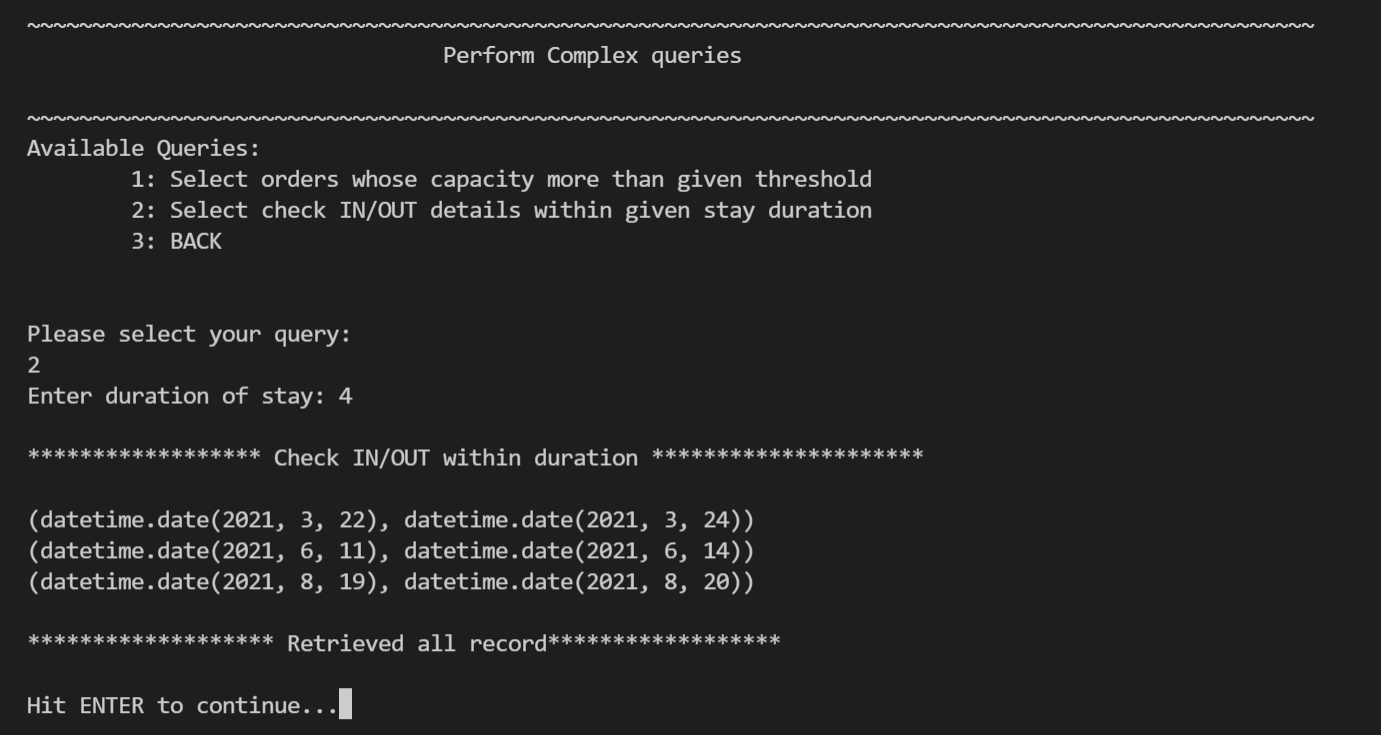 ~~~~~~~~~~~~~~~~~~~~~~~~~~~~~~~~~~~~~~~~~~~~~~~~~~~~~~~~~~~~~~~~~~~~~~~~~~~~~~~~~~~~~~~~~~~~~~~~~~~
Perform Complex queries
~~~~~~~~~~~~~~~~~~~~~~~~~~~~~~~~~~~~~~~~~~~~~~~~~~~~~~~~~~~~~~~~~~~~~~~~~~~~~~~~~~~~~~~~~~~~~~~~~~~
Available Queries:
1: Select orders whose capacity more than given threshold
2: Select check IN/OUT details within given stay duration
3: BACK
Please select your query:
2
Enter duration of stay: 4
****************** Check IN/OUT within duration *********************
(datetime.date(2021, 3, 22), datetime.date(2021, 3, 24))
(datetime.date(2021, 6, 11), datetime.date(2021, 6, 14))
(datetime.date(2021, 8, 19), datetime.date(2021, 8, 20))
******************* Retrieved all record******************
Hit ENTER to continue...